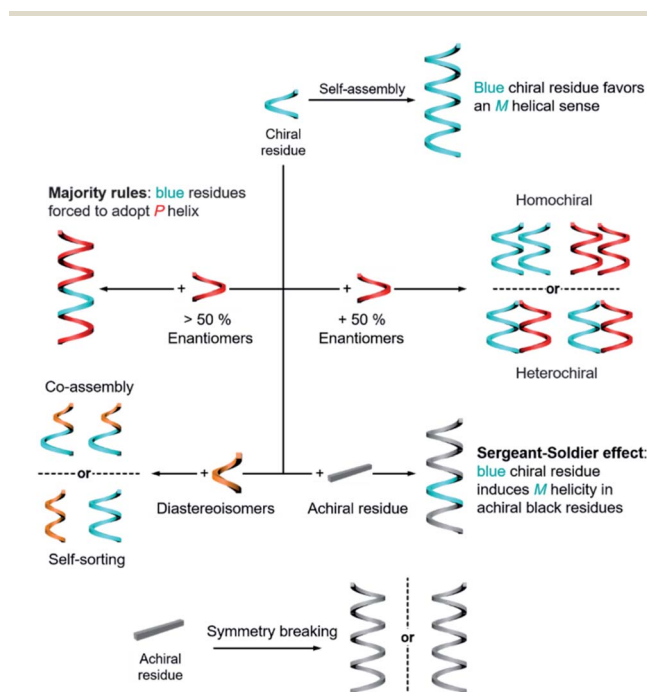 Self-assembly
Blue chiral residue favors
an M helical sense
Chiral
residue
Majority rules: blue residues
forced to adopt P helix
Homochiral
+
> 50 %
Enantiomers
+
+ 50 %
Enantiomers
or
Heterochiral
Co-assembly
or
Self-sorting
+
Diastereoisomers
+
Achiral residue
Sergeant-Soldier effect:
blue chiral residue
induces M helicity in
achiral black residues
Achiral
residue
Symmetry breaking
or